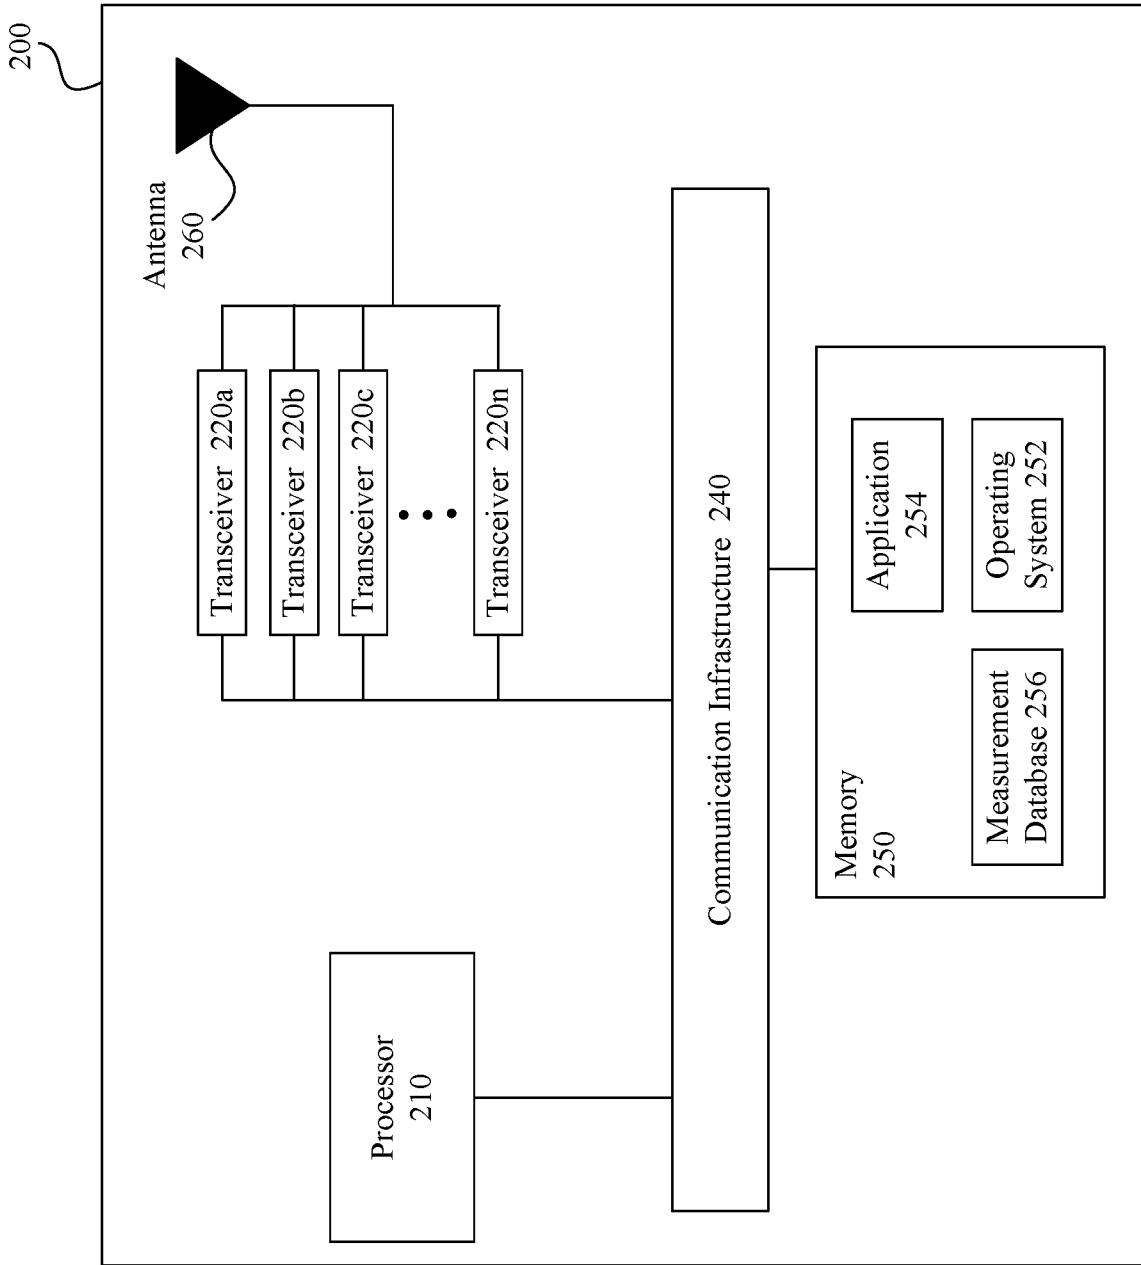 200
Antenna
260
Transceiver 220a
Transceiver 220b
Transceiver 220c
Transceiver 220n
Processor
210
Communication Infrastructure 240
Memory
250
Application
254
Measurement
Database 256
Operating
System 252